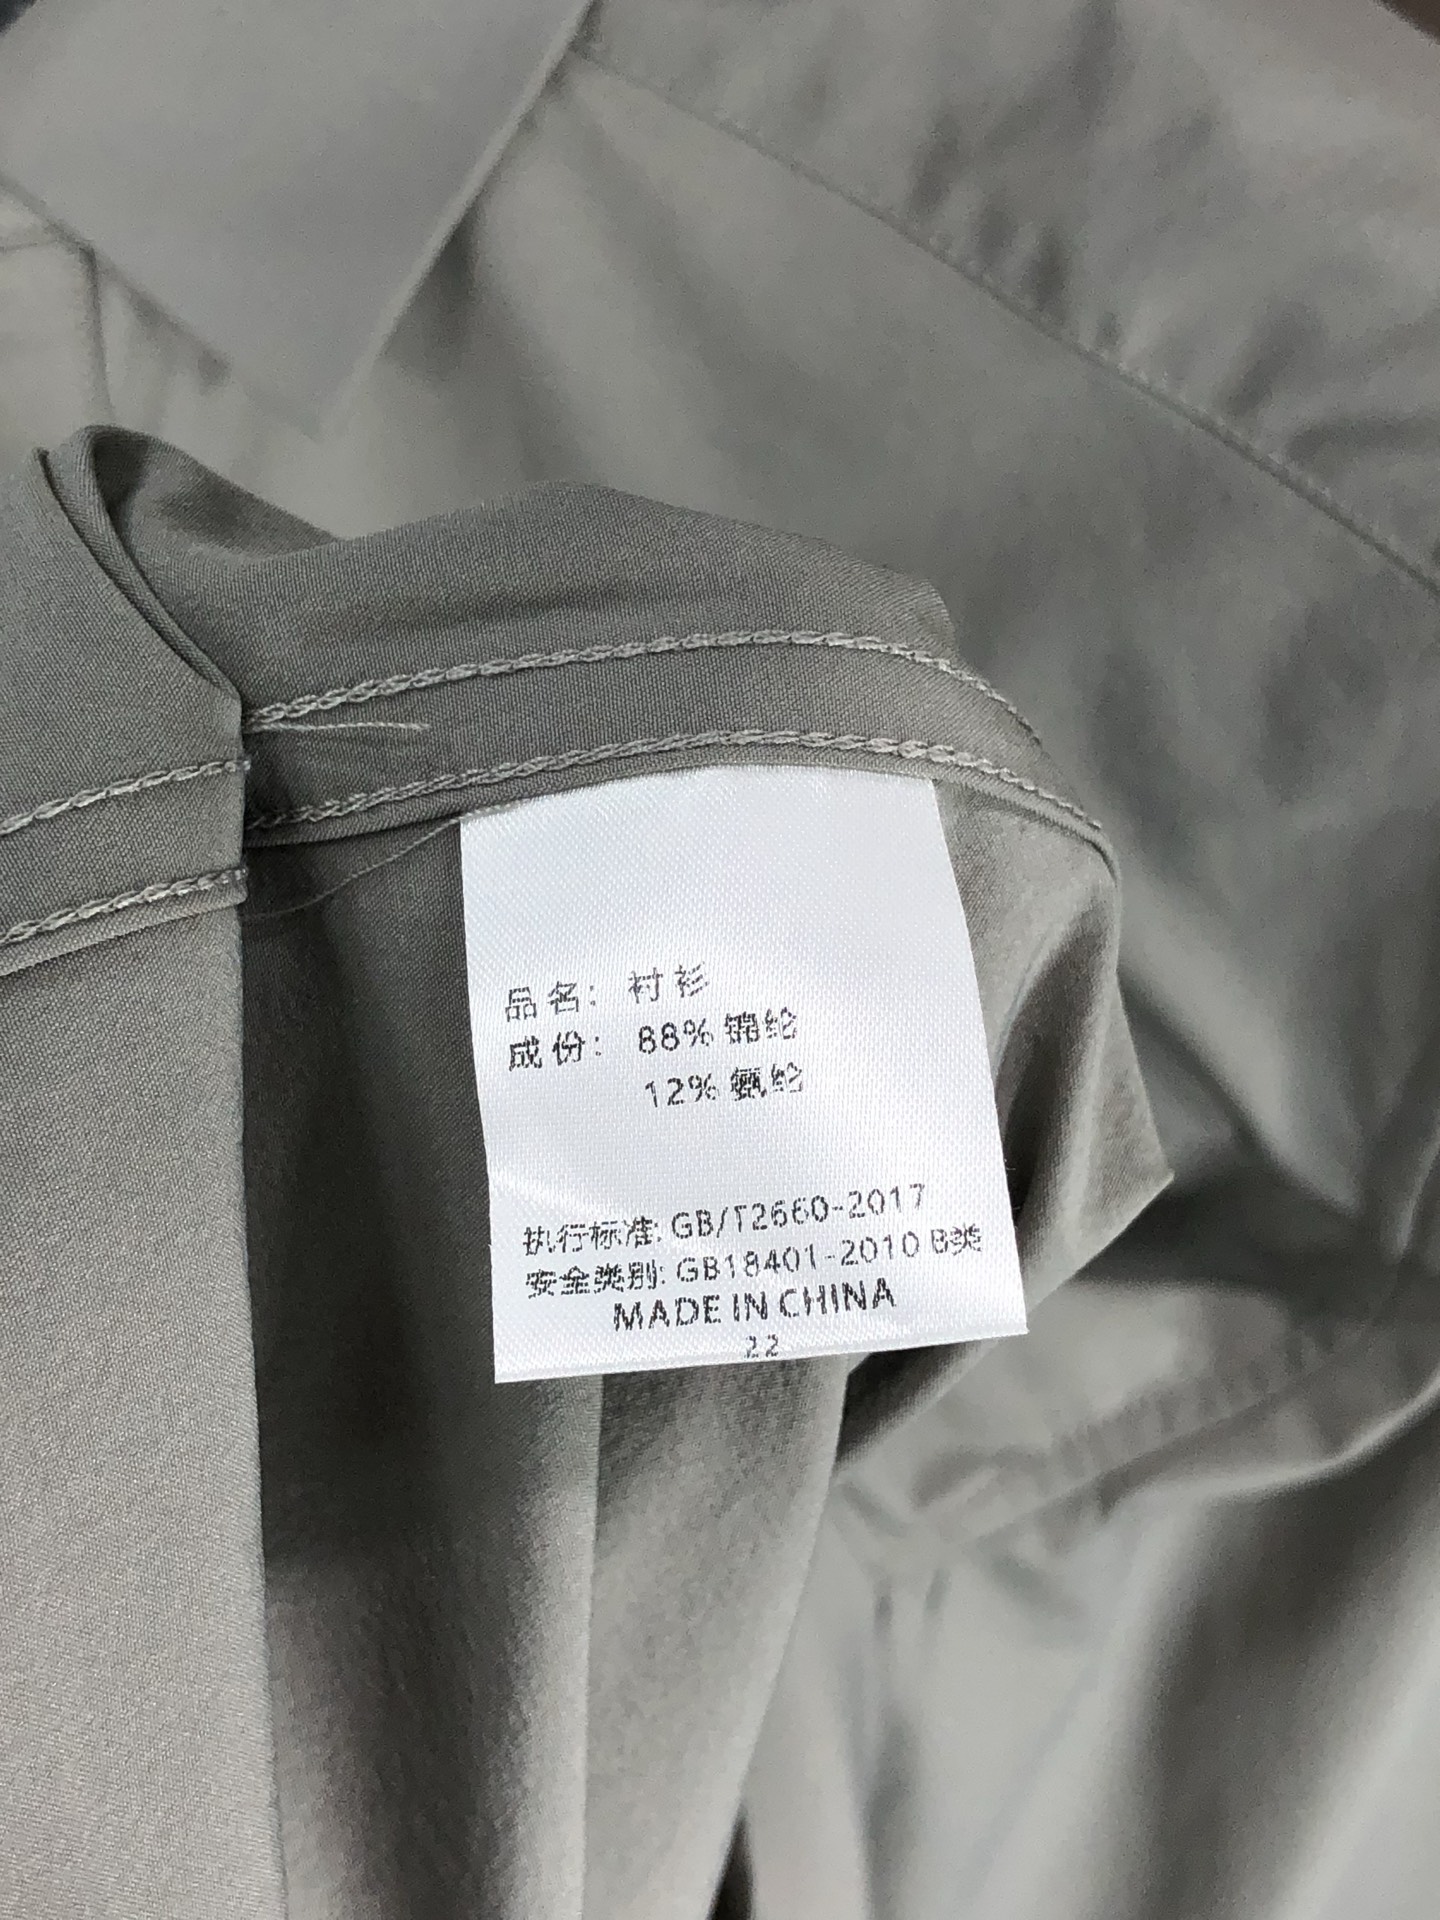 品名：衬衫
成份：88% 锦纶
12% 氨纶
执行标准: GB/T2660-2017
安全类别: GB18401-2010 B类
MADE IN CHINA
22